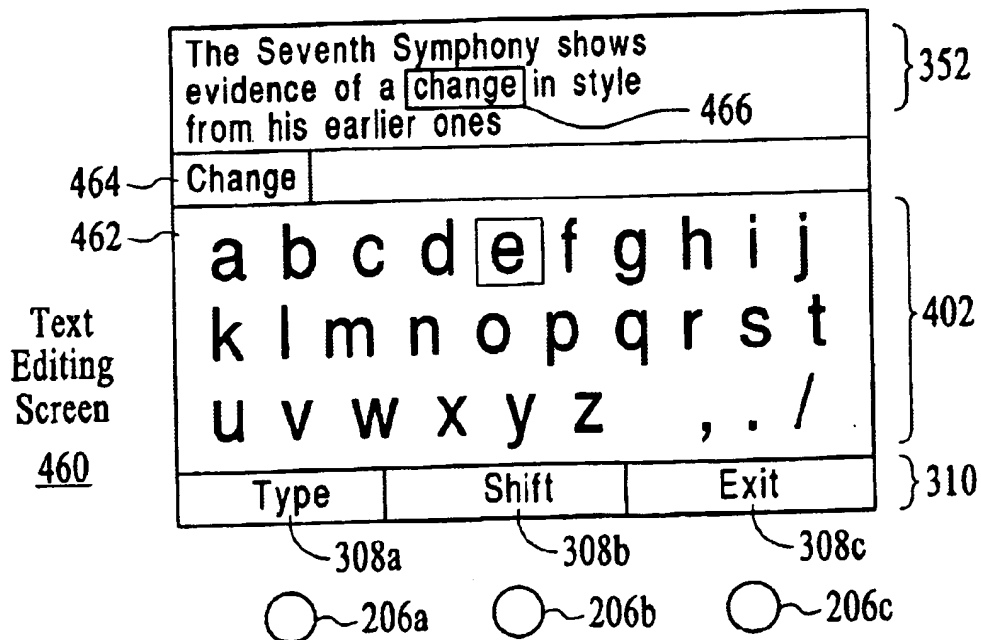 The Seventh Symphony shows
evidence of a change in style
from his earlier ones
352
466
464
Change
462
a b c d e f g h i j
k l m n o p q r s t
u v w x y z , . /
402
Text
Editing
Screen
460
Type Shift Exit
310
308a 308b 308c
206a 206b 206c